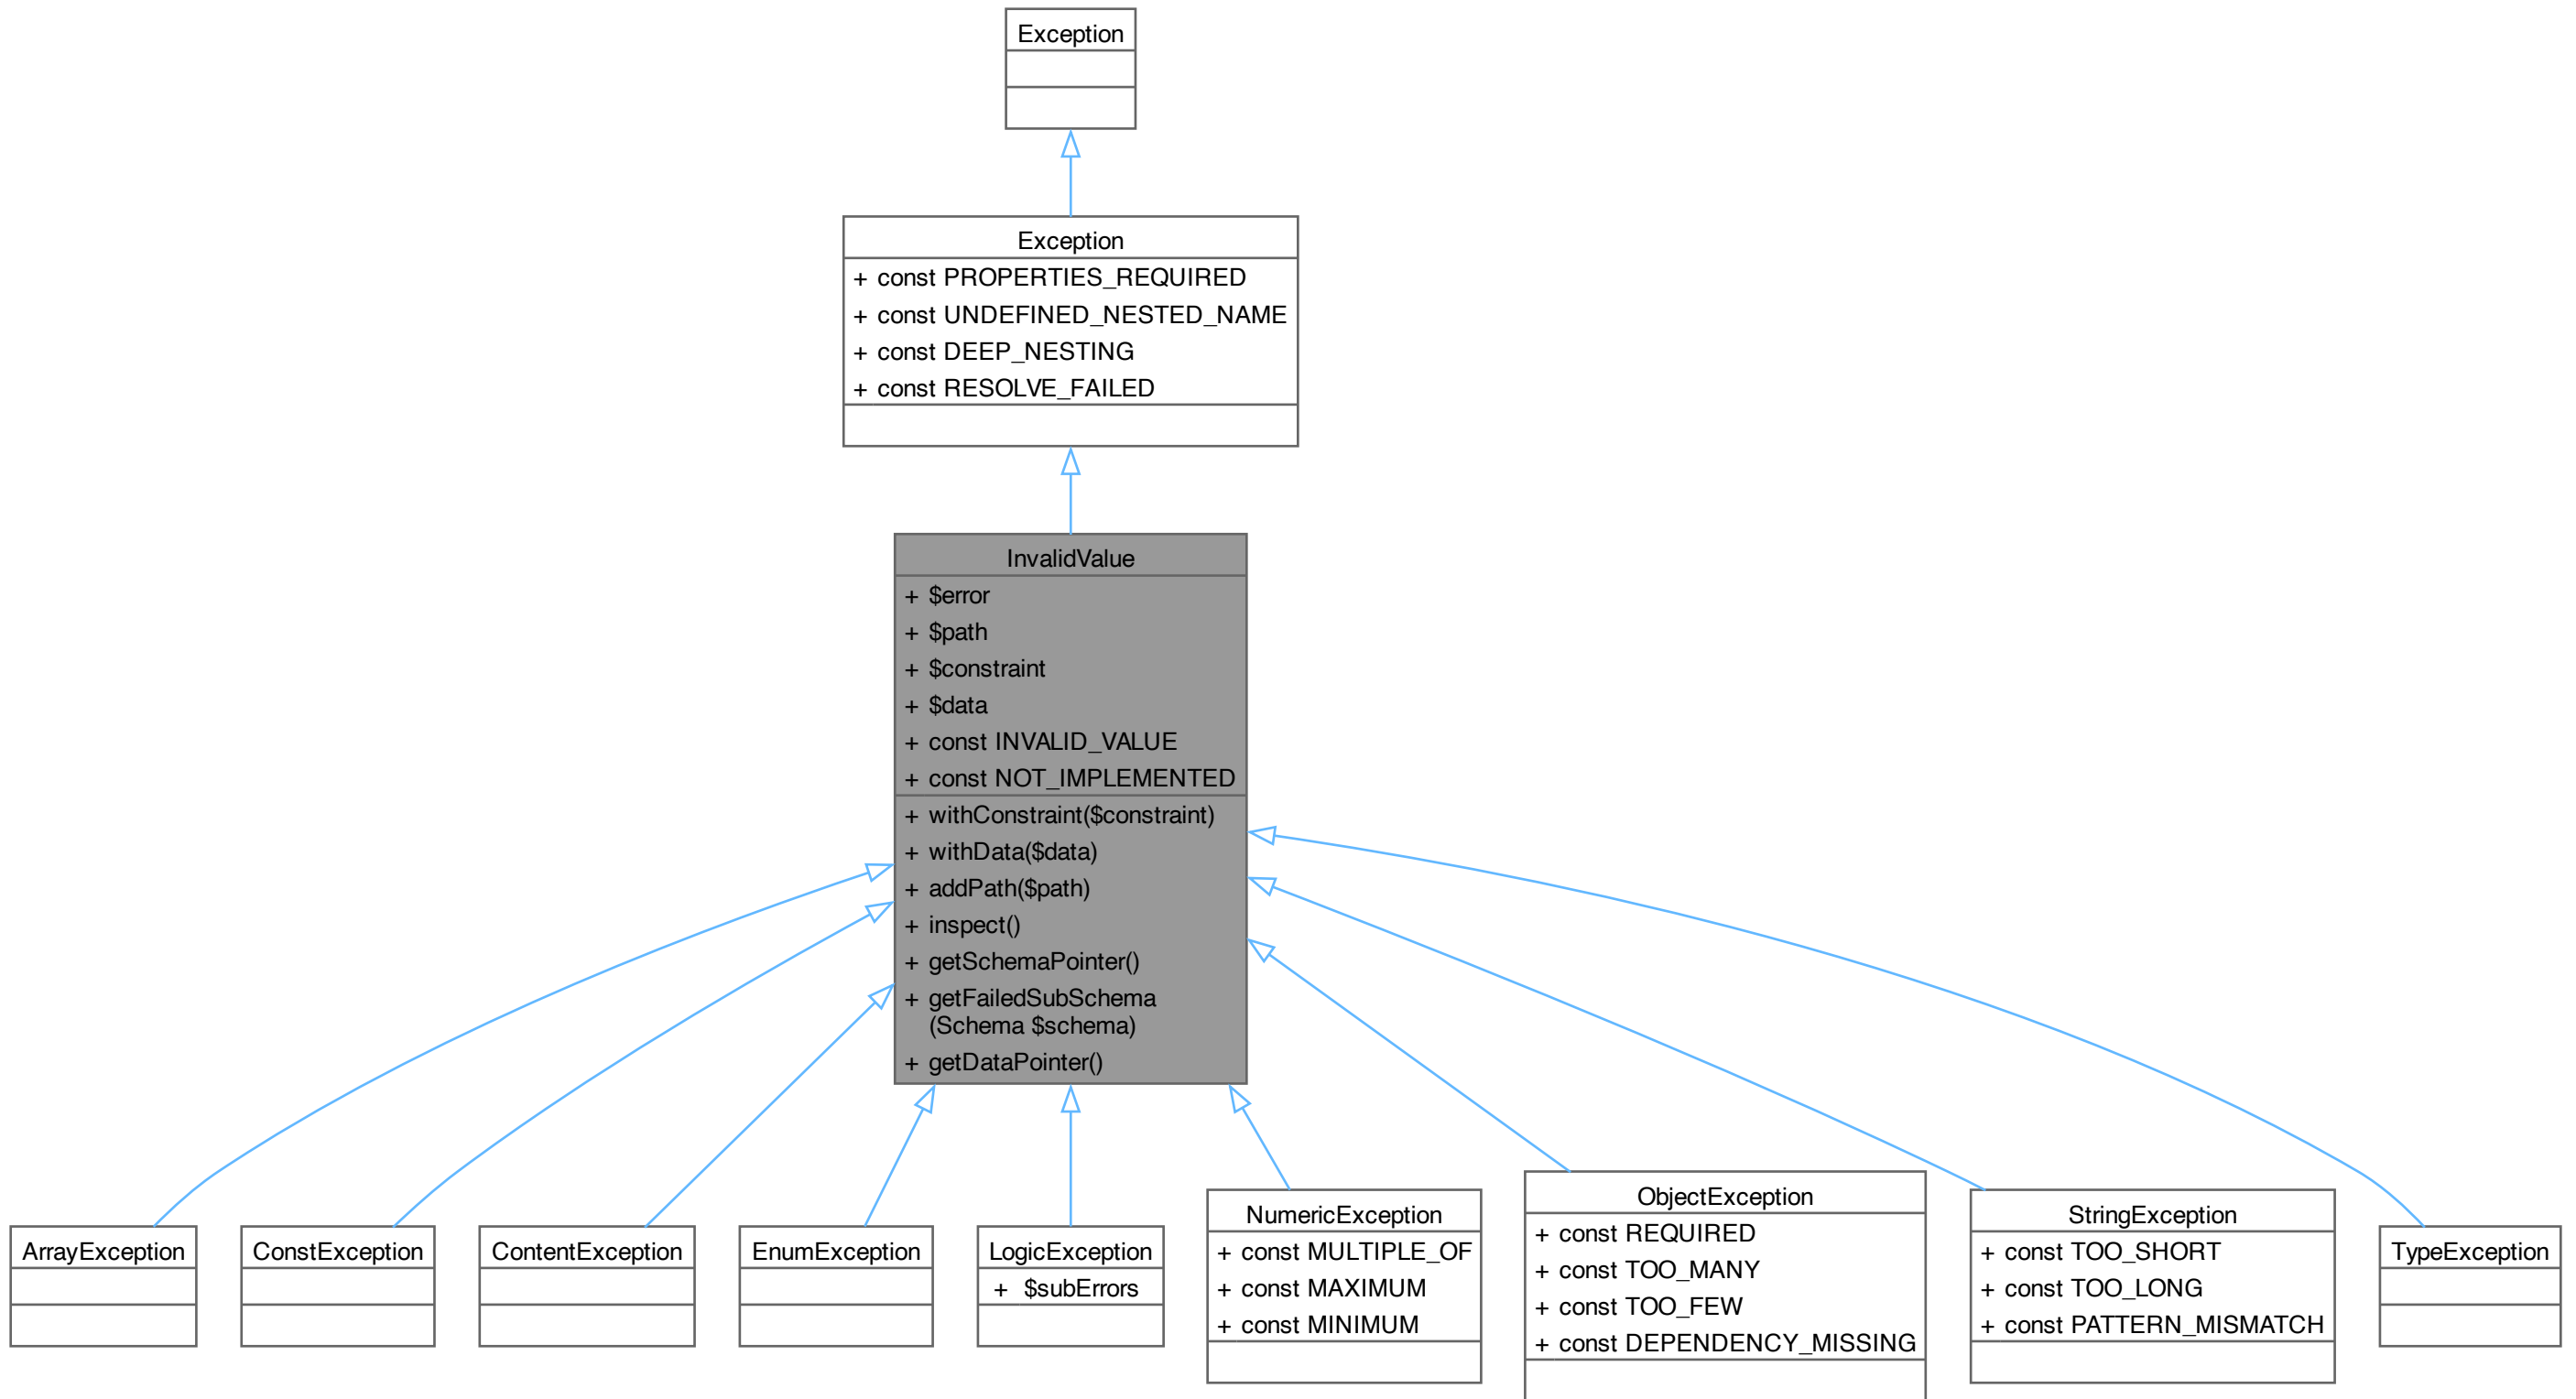 Exception
Exception
+ const PROPERTIES_REQUIRED
+ const UNDEFINED_NESTED_NAME
+ const DEEP_NESTING
+ const RESOLVE_FAILED
InvalidValue
+ $error
+ $path
+ $constraint
+ $data
+ const INVALID_VALUE
+ const NOT_IMPLEMENTED
+ withConstraint($constraint)
+ withData($data)
+ addPath($path)
+ inspect()
+ getSchemaPointer()
+ getFailedSubSchema
(Schema $schema)
+ getDataPointer()
ArrayException
ConstException
ContentException
EnumException
LogicException
+ $subErrors
NumericException
+ const MULTIPLE_OF
+ const MAXIMUM
+ const MINIMUM
ObjectException
+ const REQUIRED
+ const TOO_MANY
+ const TOO_FEW
+ const DEPENDENCY_MISSING
StringException
+ const TOO_SHORT
+ const TOO_LONG
+ const PATTERN_MISMATCH
TypeException